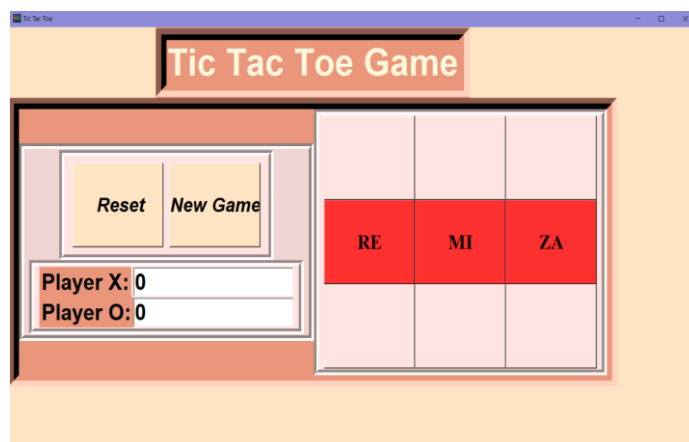 Tic Tac Toe
Tic Tac Toe Game
Reset New Game
RE MI ZA
Player X: 0
Player O: 0